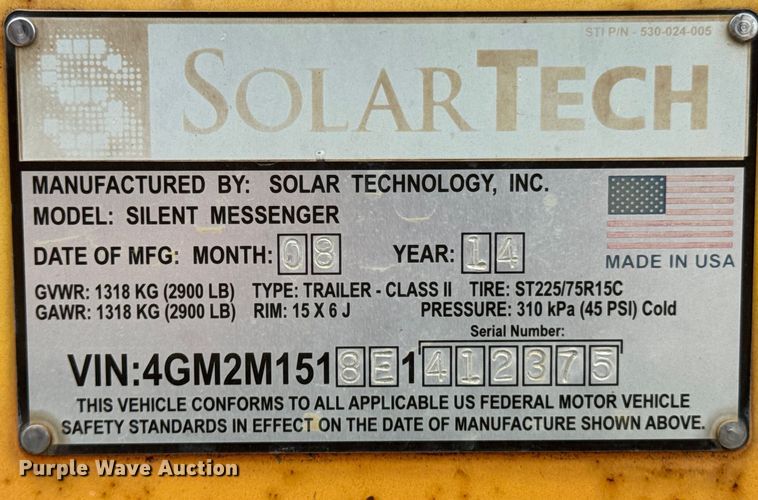 STI P/N - 530-024-005
SOLARTECH
MANUFACTURED BY: SOLAR TECHNOLOGY, INC.
MODEL: SILENT MESSENGER
DATE OF MFG: MONTH: 08 YEAR: 14
MADE IN USA
GVWR: 1318 KG (2900 LB) TYPE: TRAILER - CLASS II TIRE: ST225/75R15C
GAWR: 1318 KG (2900 LB) RIM: 15 X 6 J PRESSURE: 310 kPa (45 PSI) Cold
Serial Number:
VIN:4GM2M1518E1412375
THIS VEHICLE CONFORMS TO ALL APPLICABLE US FEDERAL MOTOR VEHICLE
SAFETY STANDARDS IN EFFECT ON THE DATE OF MANUFACTURE SHOWN ABOVE.
Purple Wave Auction